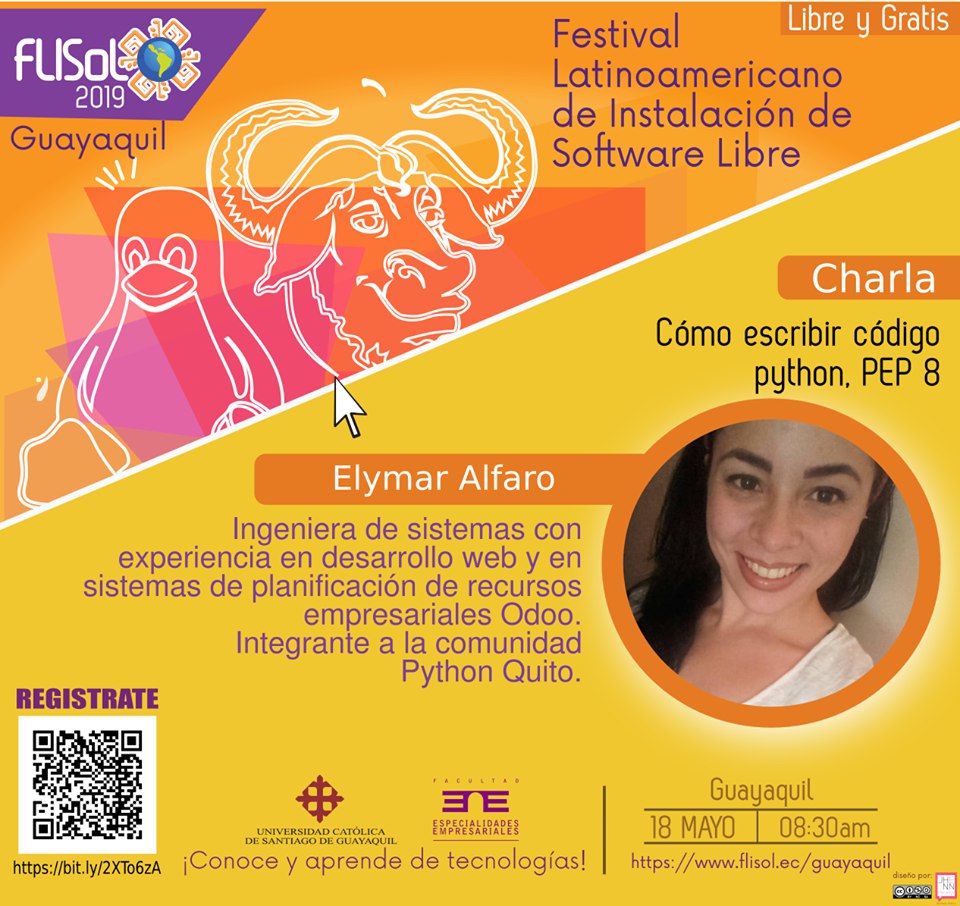 FLISoL
2019
Guayaquil
Libre y Gratis
Festival
Latinoamericano
de Instalación de
Software Libre
Charla
Cómo escribir código
python, PEP 8
Elymar Alfaro
Ingeniera de sistemas con
experiencia en desarrollo web y en
sistemas de planificación de recursos
empresariales Odoo.
Integrante a la comunidad
Python Quito.
REGISTRATE
https://bit.ly/2XTo6zA
UNIVERSIDAD CATÓLICA
DE SANTIAGO DE GUAYAQUIL
FACULTAD
ESPECIALIDADES
EMPRESARIALES
¡Conoce y aprende de tecnologías!
Guayaquil
18 MAYO 08:30am
https://www.flisol.ec/guayaquil
diseño por: